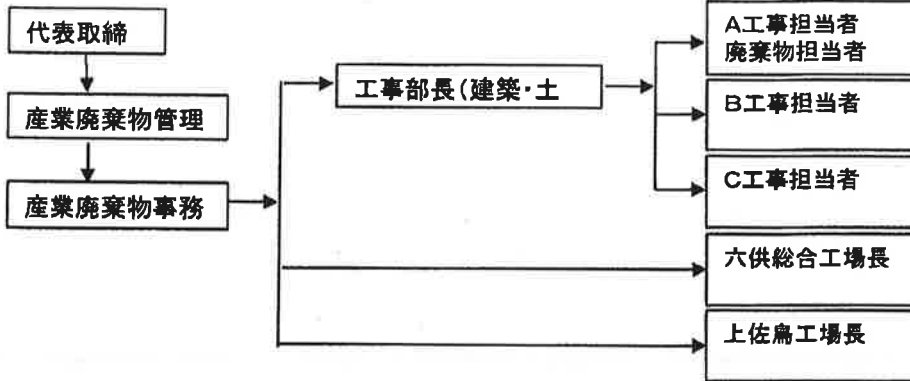 代表取締
産業廃棄物管理
産業廃棄物事務
工事部長(建築・土
A工事担当者
廃棄物担当者
B工事担当者
C工事担当者
六供総合工場長
上佐鳥工場長